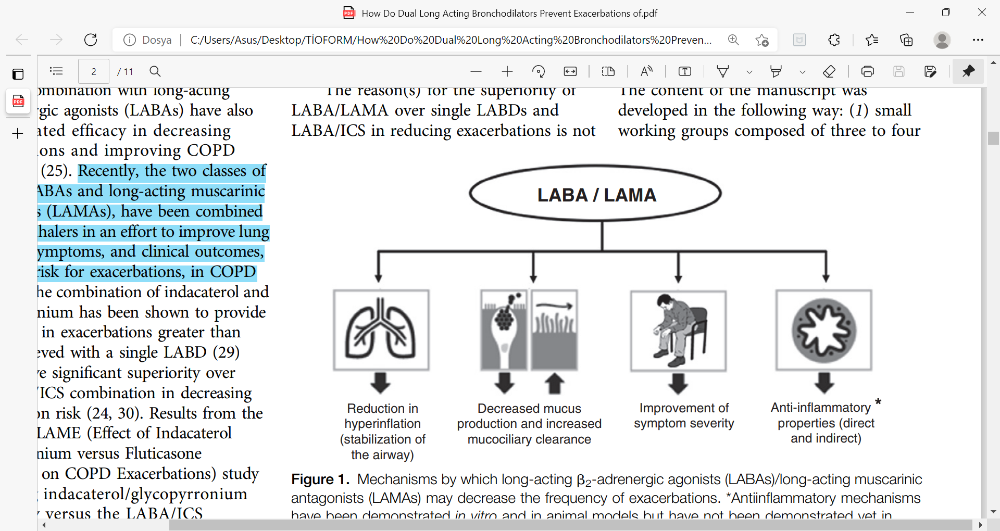 How Do Dual Long Acting Bronchodilators Prevent Exacerbations of.pdf
Dosya
C:/Users/Asus/Desktop/TİOFORM/How%20Do%20Dual%20Long%20Acting%20Bronchodilators%20Preven...
2 / 11
ombination with long-acting
rgic agonists (LABAs) have also
ated efficacy in decreasing
ions and improving COPD
(25). Recently, the two classes of
ABAs and long-acting muscarinic
s (LAMAs), have been combined
halers in an effort to improve lung
ymptoms, and clinical outcomes,
risk for exacerbations, in COPD
he combination of indacaterol and
nium has been shown to provide
in exacerbations greater than
eved with a single LABD (29)
ve significant superiority over
/ICS combination in decreasing
on risk (24, 30). Results from the
LAME (Effect of Indacaterol
nium versus Fluticasone
on COPD Exacerbations) study
indacaterol/glycopyrronium
y versus the LABA/ICS
The reason(s) for the superiority of
LABA/LAMA over single LABDs and
LABA/ICS in reducing exacerbations is not
The content of the manuscript was
developed in the following way: (1) small
working groups composed of three to four
LABA / LAMA
Reduction in
hyperinflation
(stabilization of
the airway)
Decreased mucus
production and increased
mucociliary clearance
Improvement of
symptom severity
Anti-inflammatory *
properties (direct
and indirect)
Figure 1. Mechanisms by which long-acting β2-adrenergic agonists (LABAs)/long-acting muscarinic
antagonists (LAMAs) may decrease the frequency of exacerbations. *Antiinflammatory mechanisms
have been demonstrated in vitro and in animal models but have not been demonstrated yet in